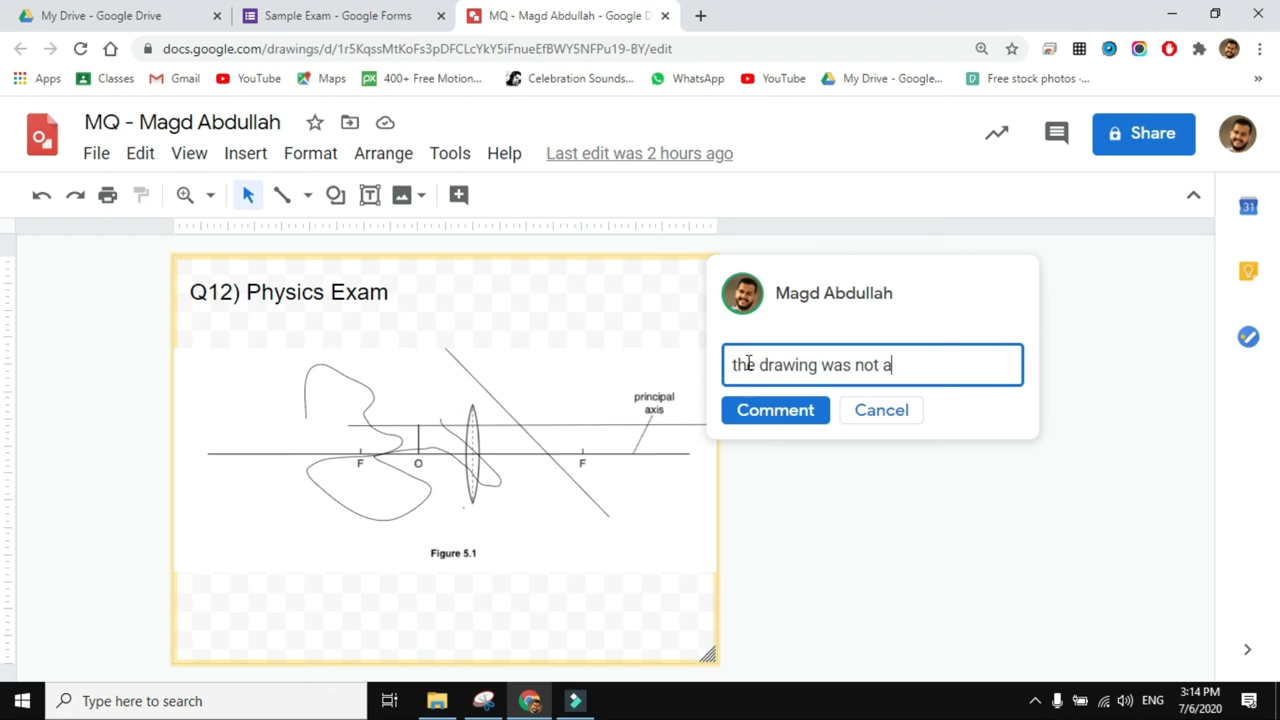 My Drive - Google Drive
Sample Exam - Google Forms
MQ - Magd Abdullah - Google D
docs.google.com/drawings/d/1r5KqssMtKoFs3pDFCLcYkY5iFnueEfBWY5NFPu19-BY/edit
Apps
Classes
Gmail
YouTube
Maps
400+ Free Motion...
Celebration Sounds...
WhatsApp
YouTube
My Drive - Google...
Free stock photos ·...
MQ - Magd Abdullah
File Edit View Insert Format Arrange Tools Help Last edit was 2 hours ago
Share
31
Q12) Physics Exam
principal
axis
F
O
F
Figure 5.1
Magd Abdullah
the drawing was not a
Comment
Cancel
Type here to search
ENG
3:14 PM
7/6/2020